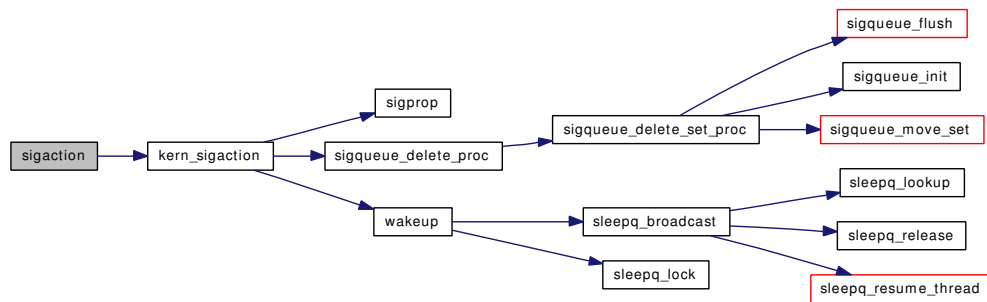 sigqueue_flush
sigqueue_init
sigprop
sigqueue_delete_set_proc
sigqueue_move_set
sigaction
kern_sigaction
sigqueue_delete_proc
sleepq_lookup
wakeup
sleepq_broadcast
sleepq_release
sleepq_lock
sleepq_resume_thread